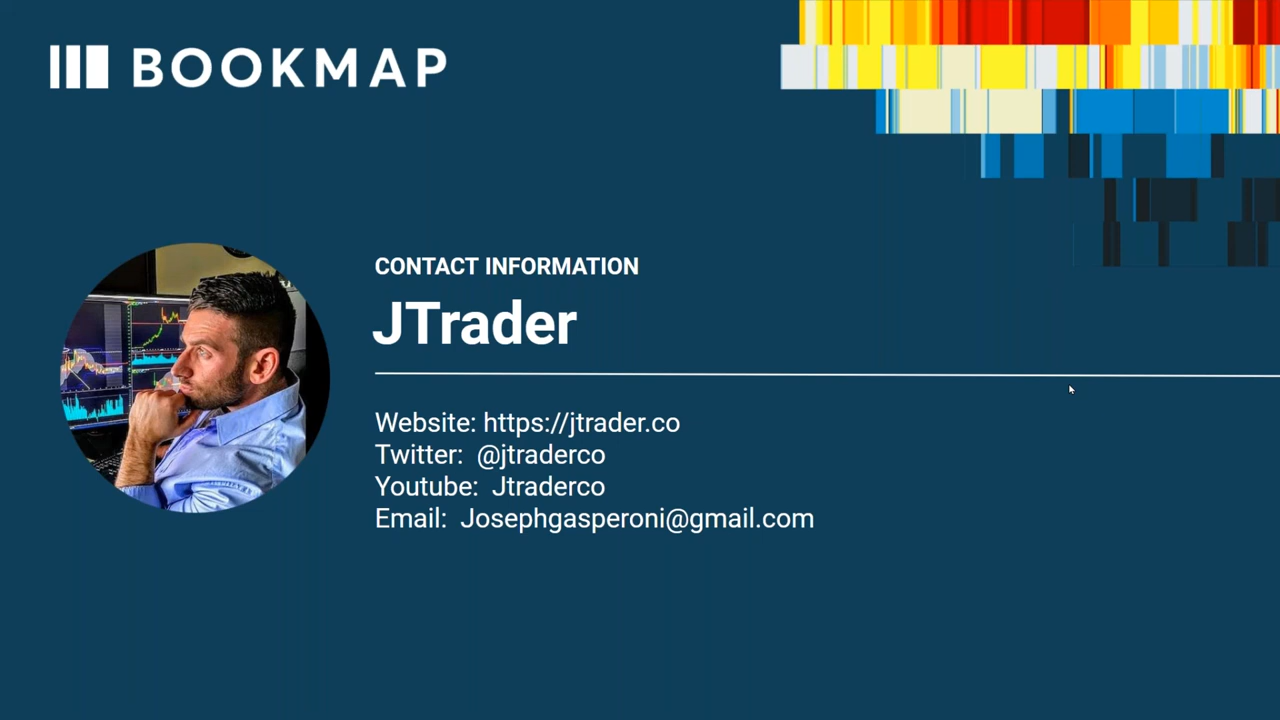 BOOKMAP
CONTACT INFORMATION
JTrader
Website: https://jtrader.co
Twitter: @jtraderco
Youtube: Jtraderco
Email: Josephgasperoni@gmail.com